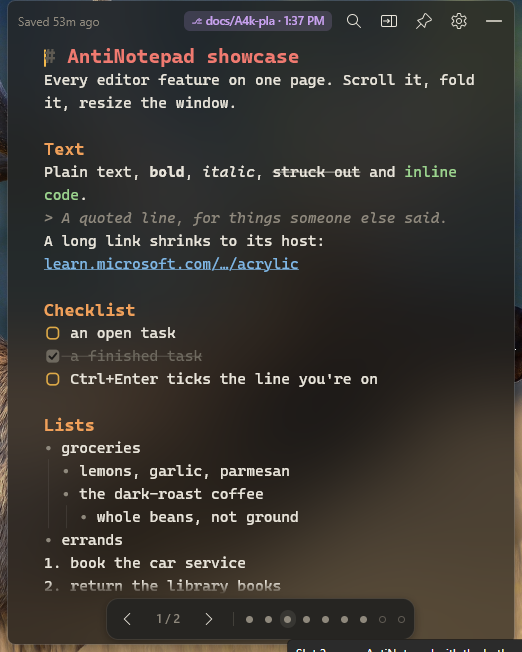 Saved 53m ago
docs/A4k-pla · 1:37 PM
# AntiNotepad showcase
Every editor feature on one page. Scroll it, fold
it, resize the window.
Text
Plain text, bold, italic, struck out and inline
code.
> A quoted line, for things someone else said.
A long link shrinks to its host:
learn.microsoft.com/…/acrylic
Checklist
an open task
a finished task
Ctrl+Enter ticks the line you're on
Lists
• groceries
• lemons, garlic, parmesan
• the dark-roast coffee
• whole beans, not ground
• errands
1. book the car service
2. return the library books
1/2